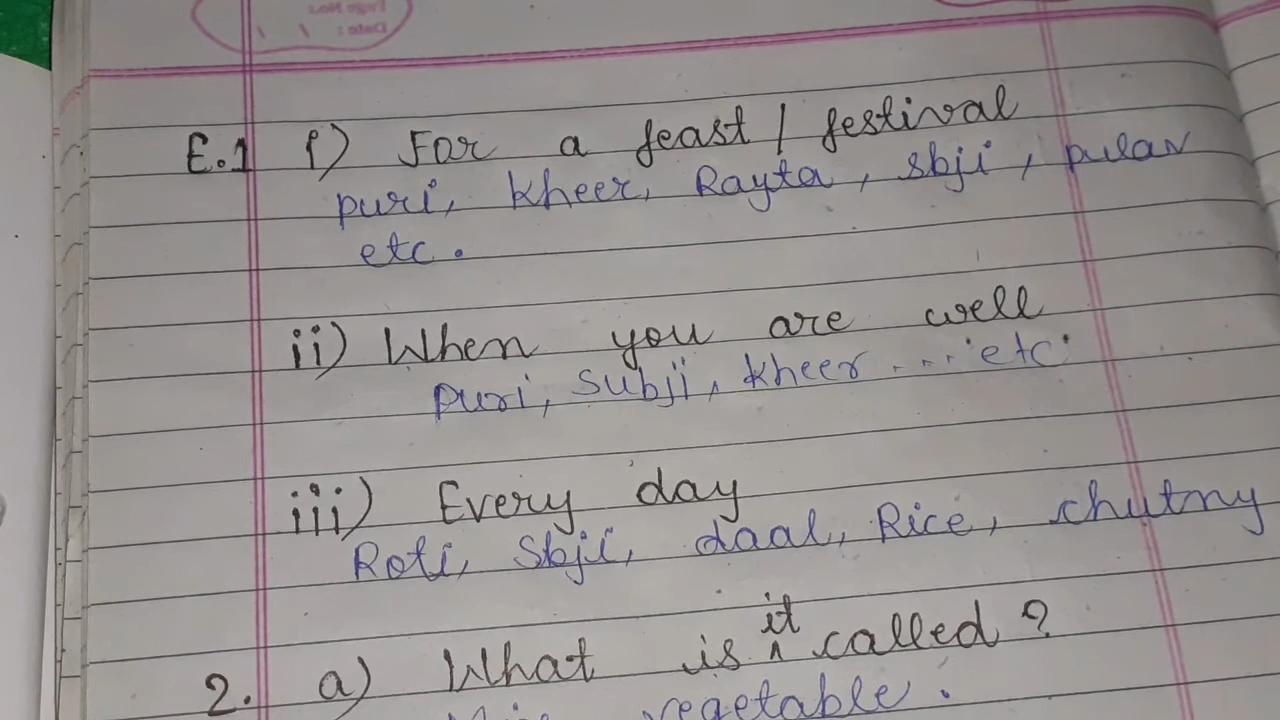 E.1 i) For a feast / festival
puri, kheer, Rayta, sbji, pulav
etc.
ii) When you are well
puri, subji, kheer ... etc.
iii) Every day
Roti, Sbji, daal, Rice, chutny
2. a) What is it called?
vegetable.